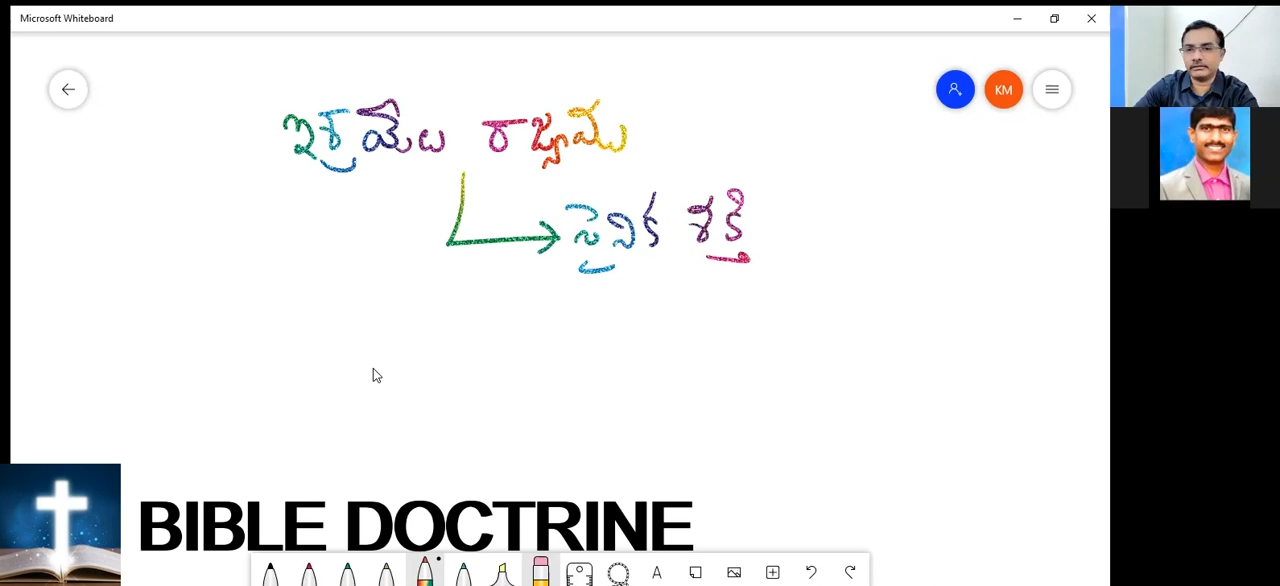 Microsoft Whiteboard
KM
ఇశ్రాయేలు రాజ్యము
సైనిక శక్తి
BIBLE DOCTRINE
A